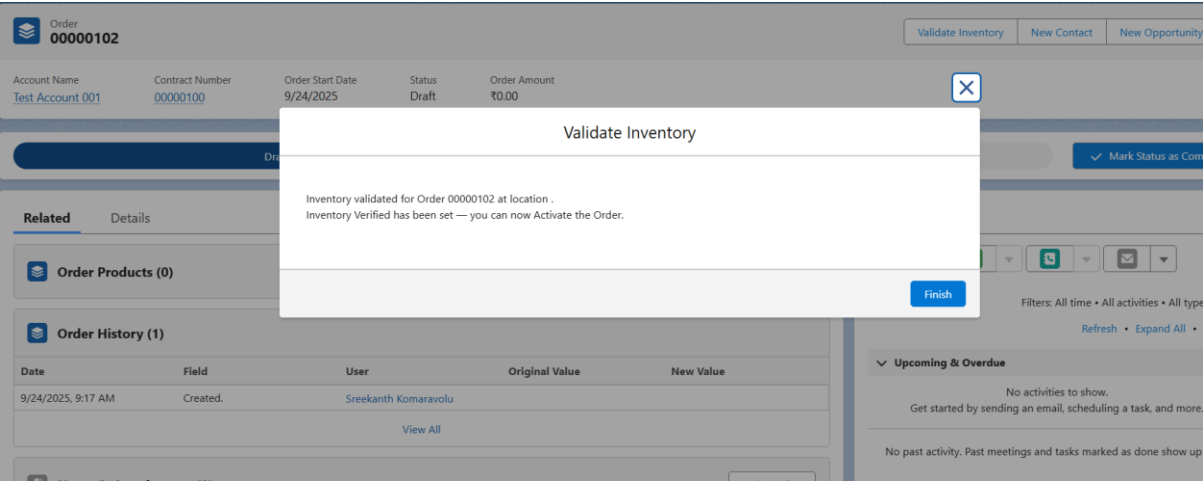 Order
00000102
Validate Inventory
New Contact
New Opportunity
Account Name
Contract Number
Order Start Date
Status
Order Amount
Test Account 001
00000100
9/24/2025
Draft
₹0.00
Validate Inventory
Dra
Mark Status as Com
Inventory validated for Order 00000102 at location .
Inventory Verified has been set — you can now Activate the Order.
Finish
Related
Details
Order Products (0)
Order History (1)
Date
Field
User
Original Value
New Value
9/24/2025, 9:17 AM
Created.
Sreekanth Komaravolu
View All
Filters: All time • All activities • All type
Refresh • Expand All •
Upcoming & Overdue
No activities to show.
Get started by sending an email, scheduling a task, and more.
No past activity. Past meetings and tasks marked as done show up